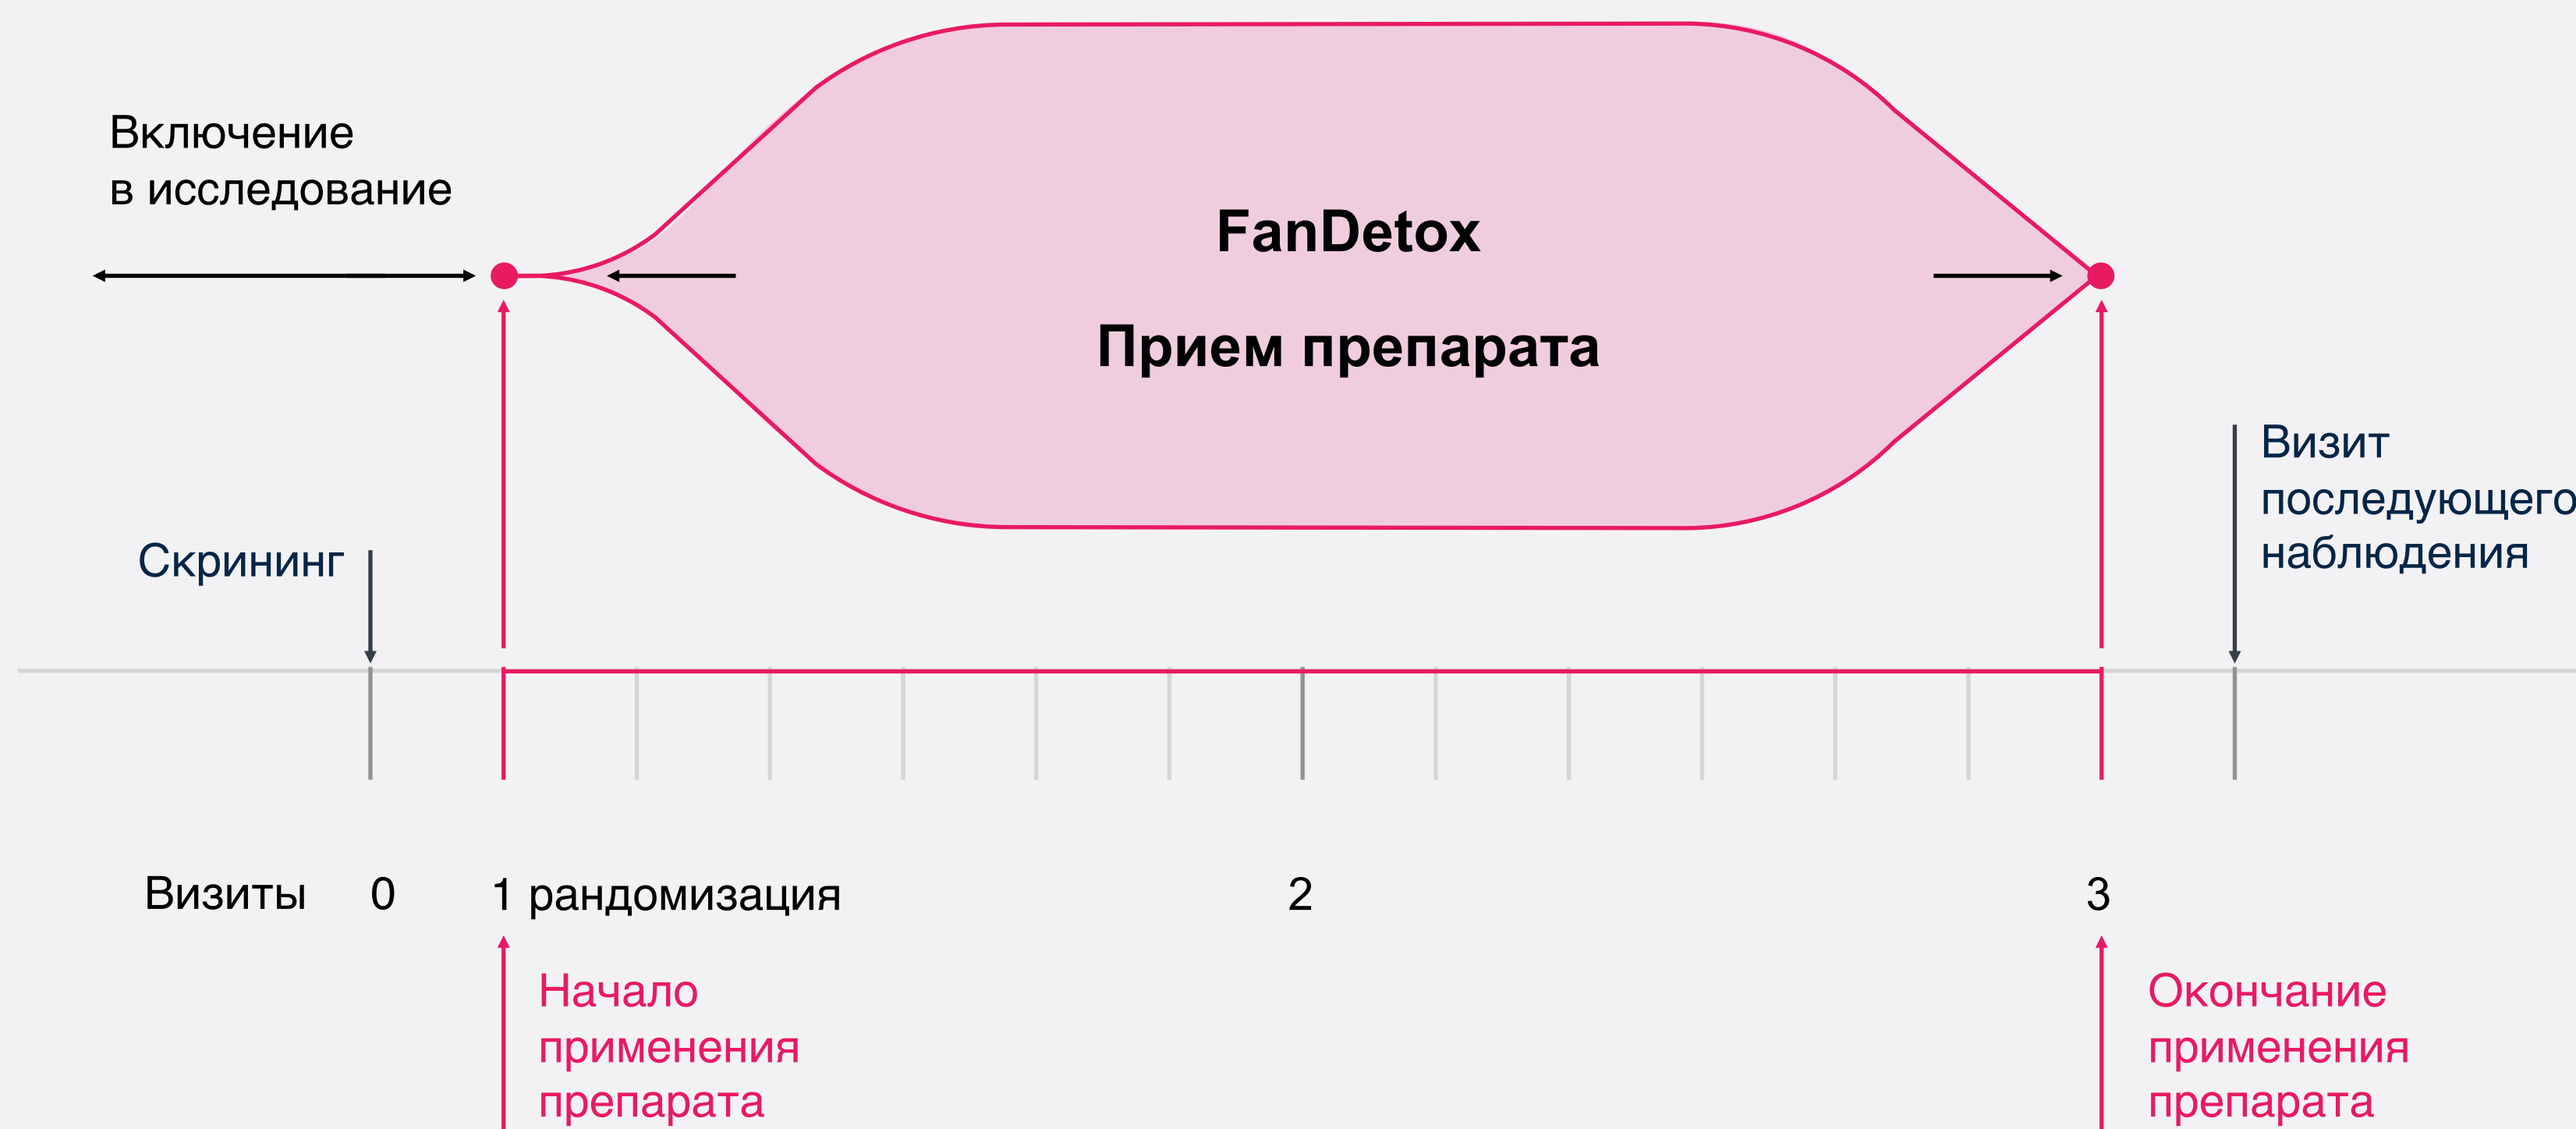 Включение
в исследование
FanDetox
Прием препарата
Скрининг
Визит
последующего
наблюдения
Визиты 0 1 рандомизация 2 3
Начало
применения
препарата
Окончание
применения
препарата